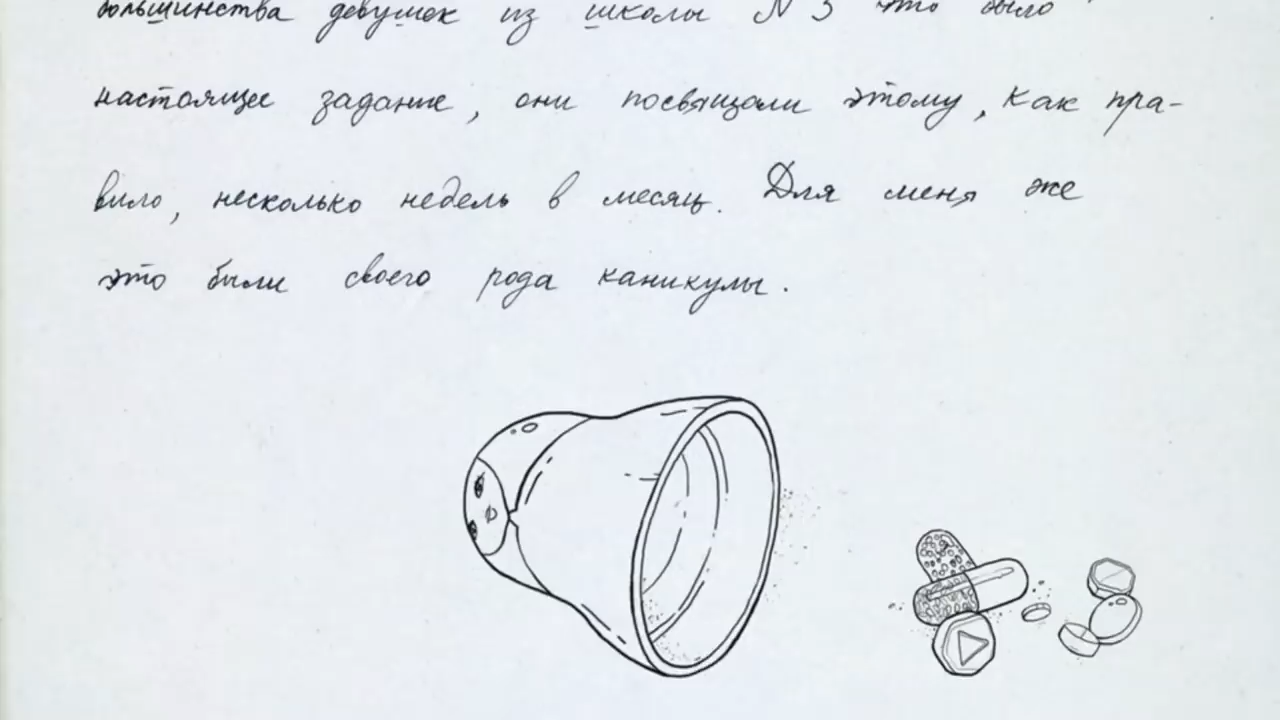 большинства девушек из школы N 3 это было
настоящее задание, они посвящали этому, как пра-
вило, несколько недель в месяц. Для меня же
это были своего рода каникулы.